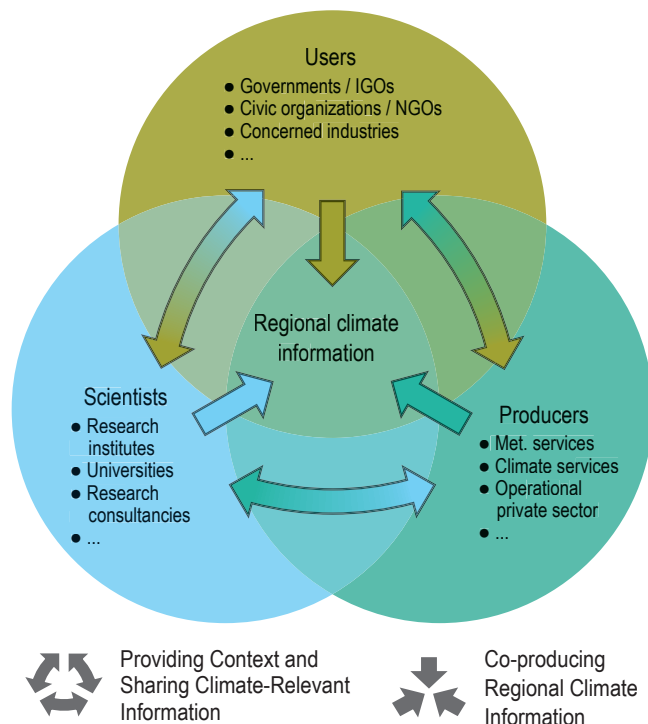 Users
● Governments / IGOs
● Civic organizations / NGOs
● Concerned industries
● ...
Regional climate
information
Scientists
● Research
institutes
● Universities
● Research
consultancies
● ...
Producers
● Met. services
● Climate services
● Operational
private sector
● ...
Providing Context and
Sharing Climate-Relevant
Information
Co-producing
Regional Climate
Information